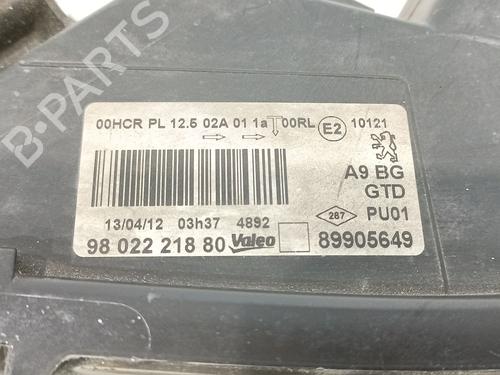 00HCR PL 12.5 02A 01 1a 00RL E2 10121
A9 BG
GTD
13/04/12 03h37 4892
287 PU01
98 022 218 80 Valeo 89905649
B-PARTS